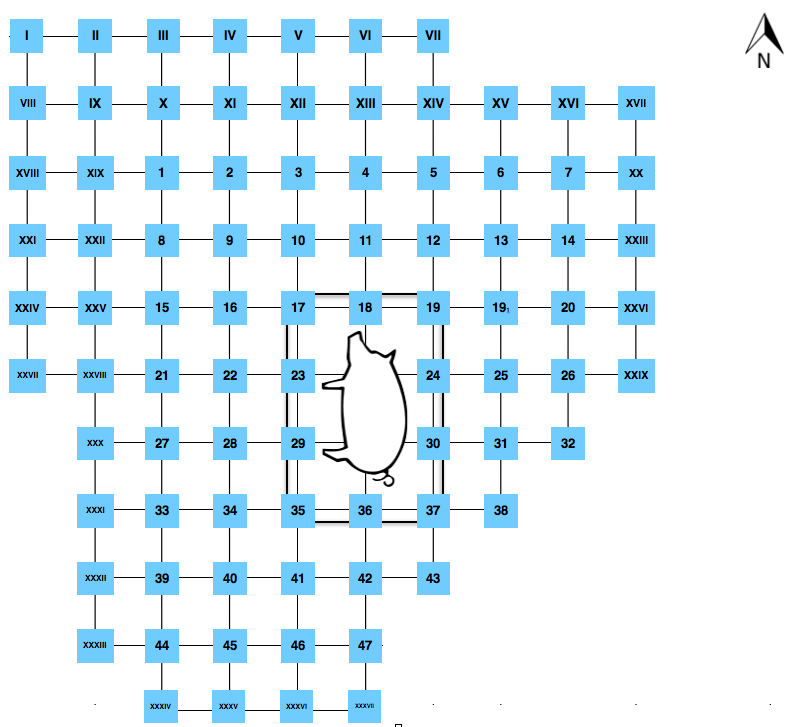 I II III IV V VI VII
N
VIII IX X XI XII XIII XIV XV XVI XVII
XVIII XIX 1 2 3 4 5 6 7 XX
XXI XXII 8 9 10 11 12 13 14 XXIII
XXIV XXV 15 16 17 18 19 19₁ 20 XXVI
XXVII XXVIII 21 22 23 24 25 26 XXiX
XXX 27 28 29 30 31 32
XXXI 33 34 35 36 37 38
XXXII 39 40 41 42 43
XXXIII 44 45 46 47
XXXIV XXXV XXXVI XXXVII